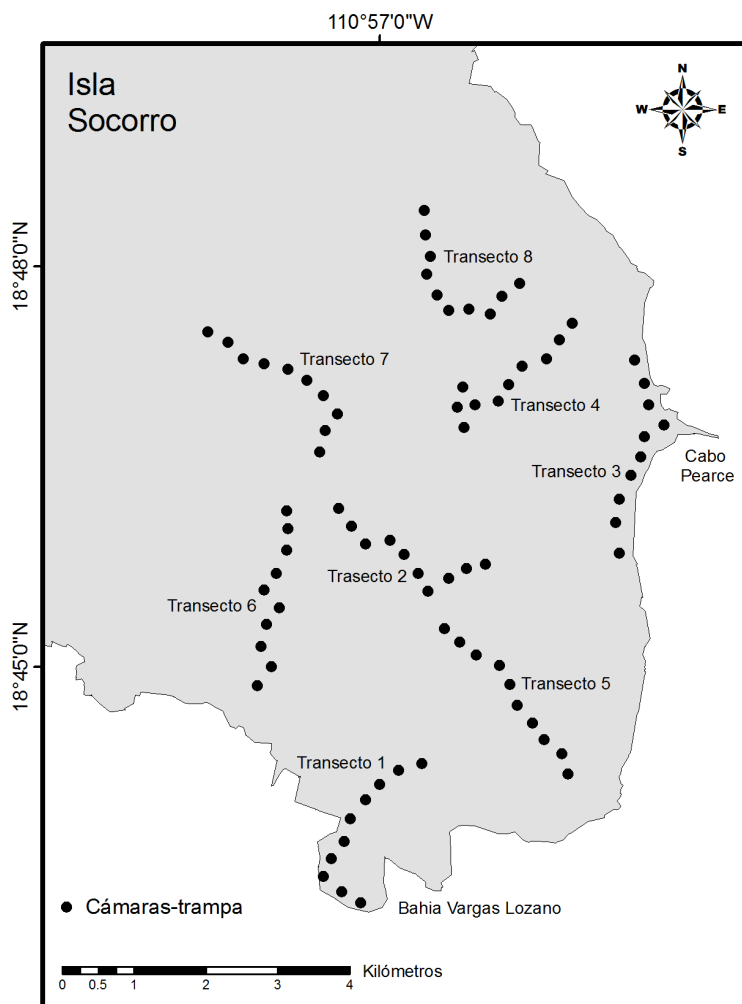 110°57'0"W
Isla
Socorro
N
W
E
S
18°48'0"N
Transecto 8
Transecto 7
Transecto 4
Cabo
Pearce
Transecto 3
Trasecto 2
Transecto 6
18°45'0"N
Transecto 5
Transecto 1
Cámaras-trampa
Bahia Vargas Lozano
Kilómetros
0 0.5 1 2 3 4